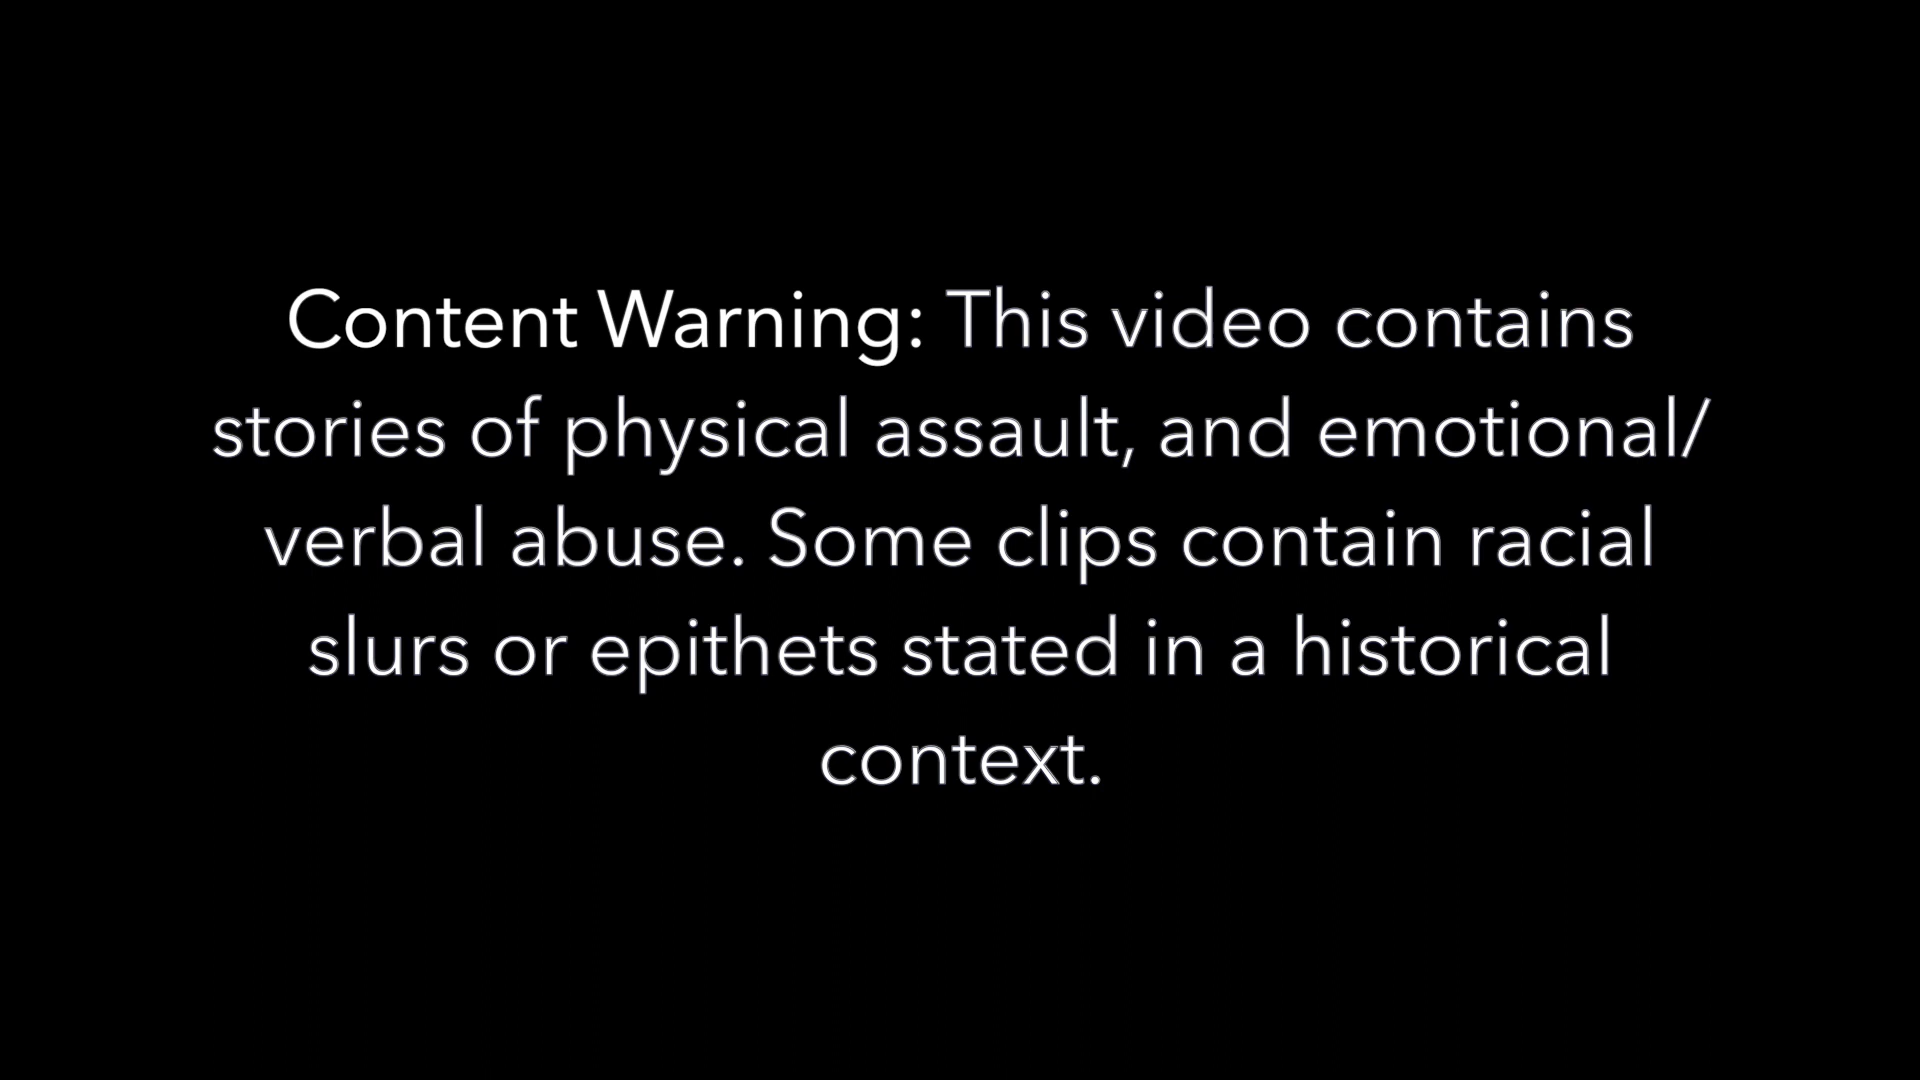 Content Warning: This video contains
stories of physical assault, and emotional/
verbal abuse. Some clips contain racial
slurs or epithets stated in a historical
context.